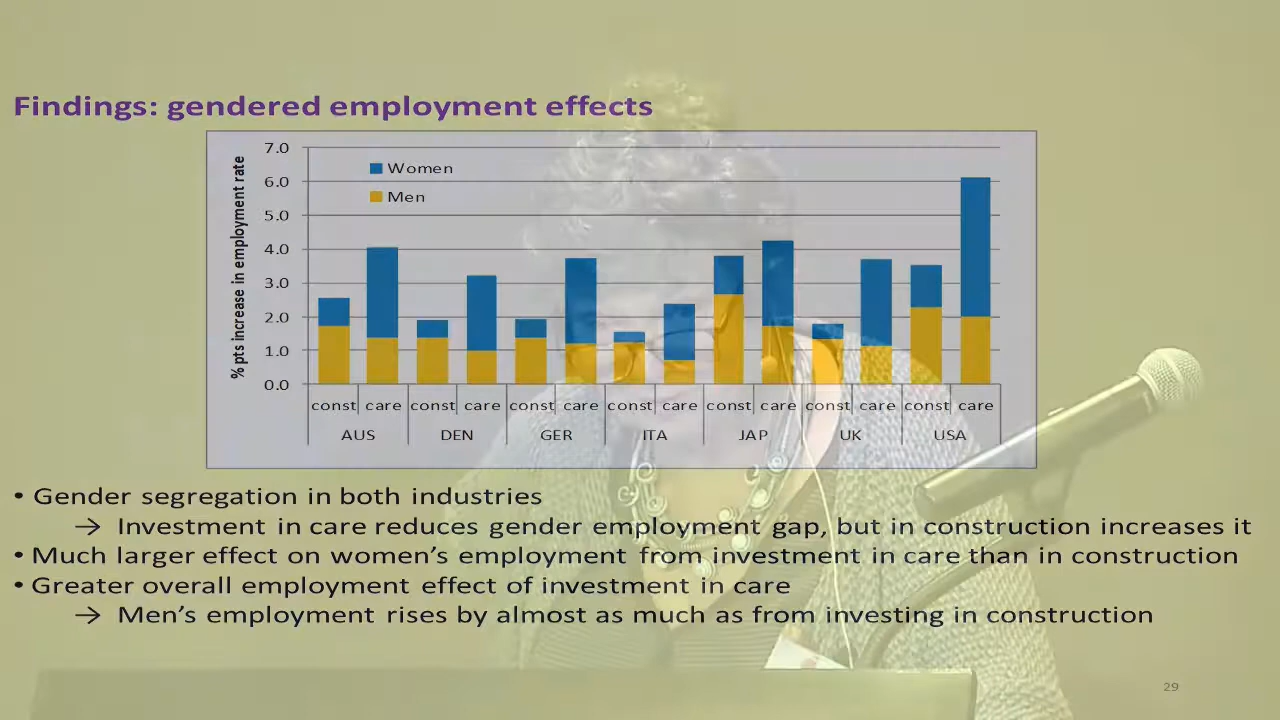 Findings: gendered employment effects
% pts increase in employment rate
7.0
6.0
5.0
4.0
3.0
2.0
1.0
0.0
Women
Men
const care const care const care const care const care const care const care
AUS DEN GER ITA JAP UK USA
• Gender segregation in both industries
→ Investment in care reduces gender employment gap, but in construction increases it
• Much larger effect on women’s employment from investment in care than in construction
• Greater overall employment effect of investment in care
→ Men’s employment rises by almost as much as from investing in construction
29